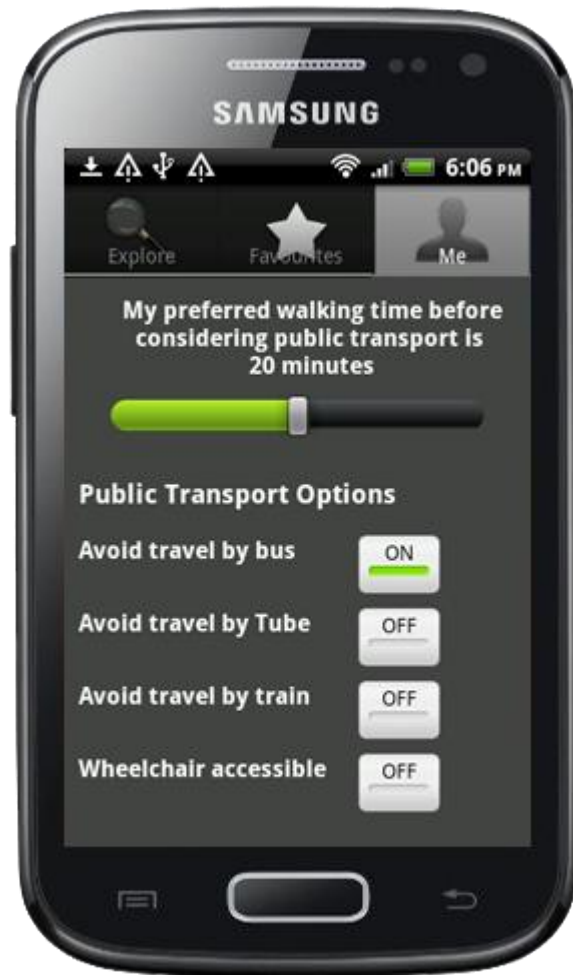 SAMSUNG
6:06 PM
Explore
Favourites
Me
My preferred walking time before
considering public transport is
20 minutes
Public Transport Options
Avoid travel by bus
ON
Avoid travel by Tube
OFF
Avoid travel by train
OFF
Wheelchair accessible
OFF